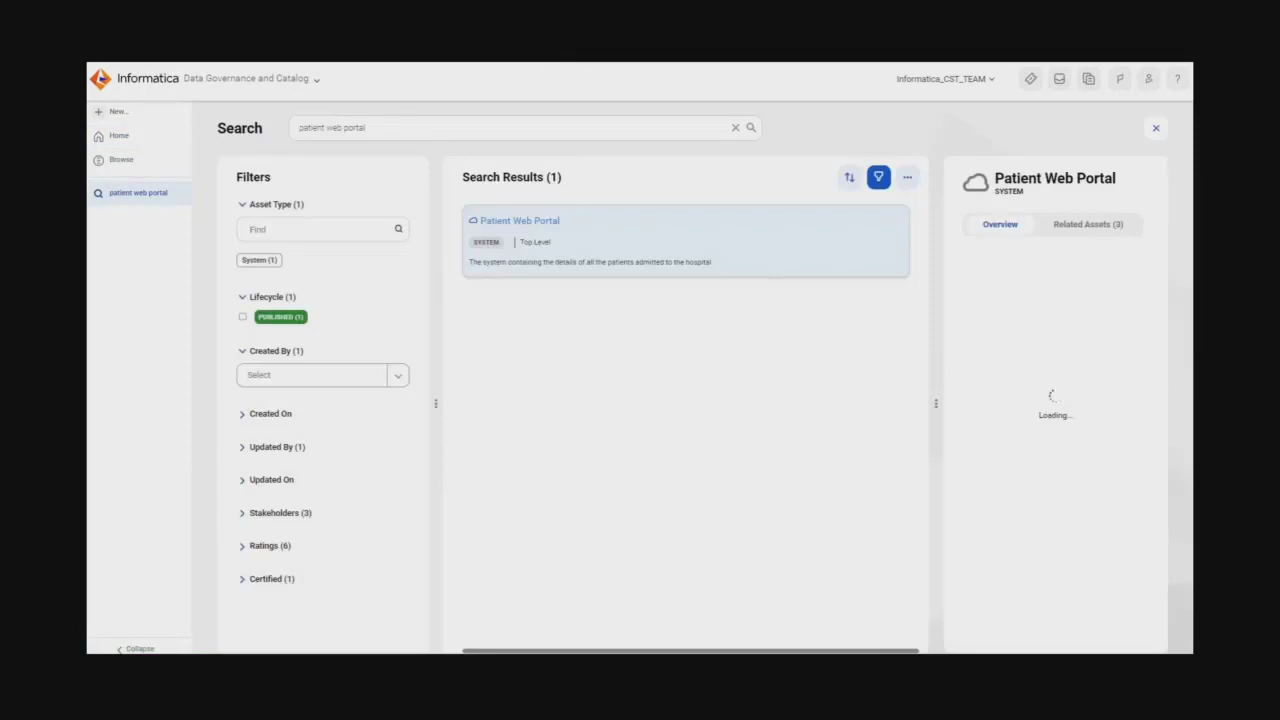 Informatica Data Governance and Catalog
Informatica_CST_TEAM
?
New...
Home
Browse
patient web portal
Collapse
Search
patient web portal
Filters
Asset Type (1)
Find
System (1)
Lifecycle (1)
PUBLISHED (1)
Created By (1)
Select
Created On
Updated By (1)
Updated On
Stakeholders (3)
Ratings (6)
Certified (1)
Search Results (1)
Patient Web Portal
SYSTEM | Top Level
The system containing the details of all the patients admitted to the hospital
Patient Web Portal
SYSTEM
Overview Related Assets (3)
Loading...